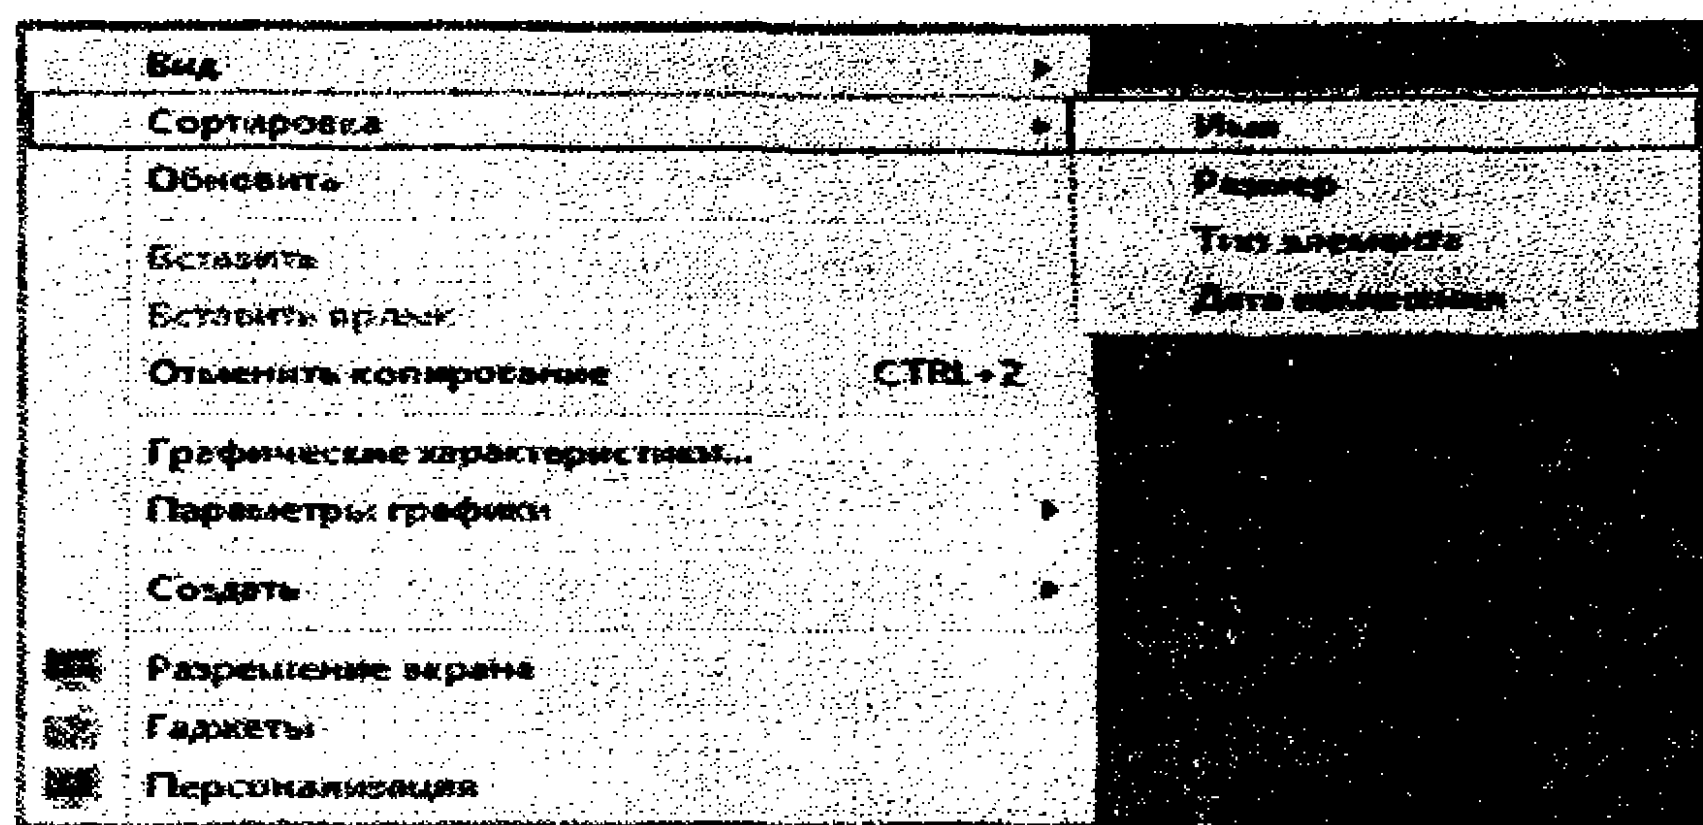 Вид
Сортировка
Обновить
Вставить
Вставить ярлык
Отменить копирование CTRL+Z
Графические характеристики...
Параметры графики
Создать
Разрешение экрана
Гаджеты
Персонализация
Имя
Размер
Тип элемента
Дата изменения